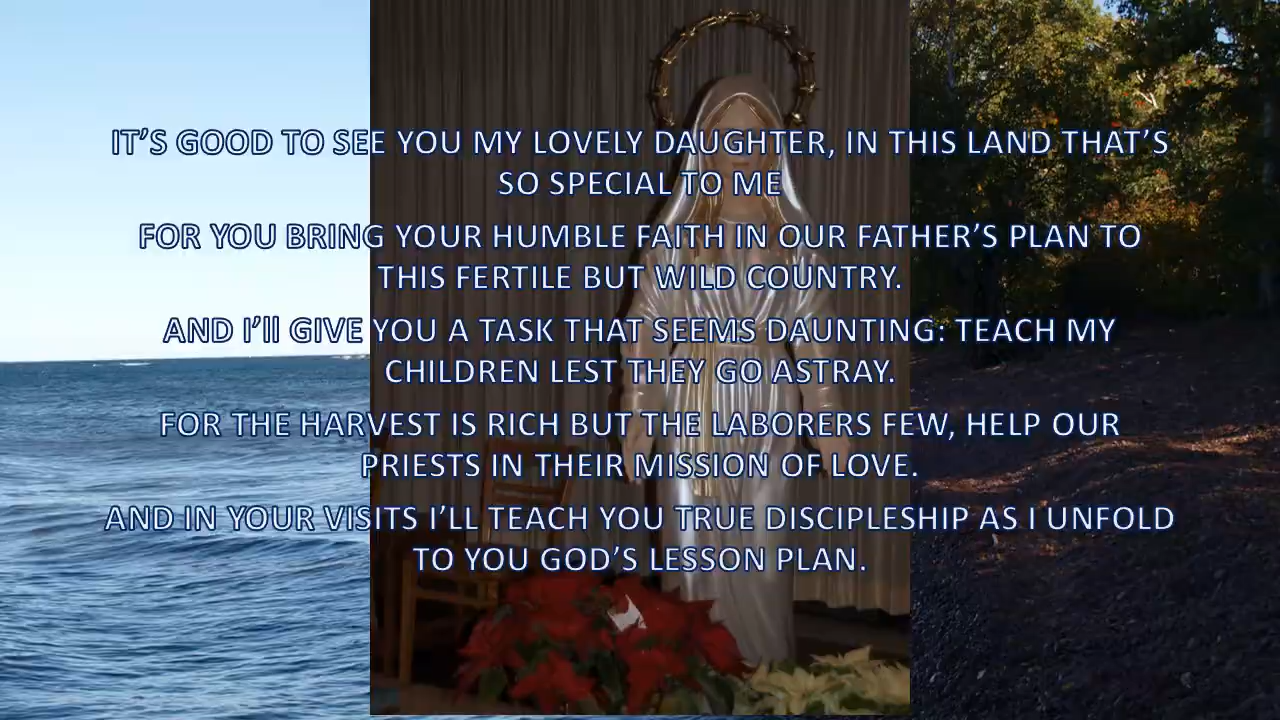 IT’S GOOD TO SEE YOU MY LOVELY DAUGHTER, IN THIS LAND THAT’S
SO SPECIAL TO ME
FOR YOU BRING YOUR HUMBLE FAITH IN OUR FATHER’S PLAN TO
THIS FERTILE BUT WILD COUNTRY.
AND I’ll GIVE YOU A TASK THAT SEEMS DAUNTING: TEACH MY
CHILDREN LEST THEY GO ASTRAY.
FOR THE HARVEST IS RICH BUT THE LABORERS FEW, HELP OUR
PRIESTS IN THEIR MISSION OF LOVE.
AND IN YOUR VISITS I’LL TEACH YOU TRUE DISCIPLESHIP AS I UNFOLD
TO YOU GOD’S LESSON PLAN.